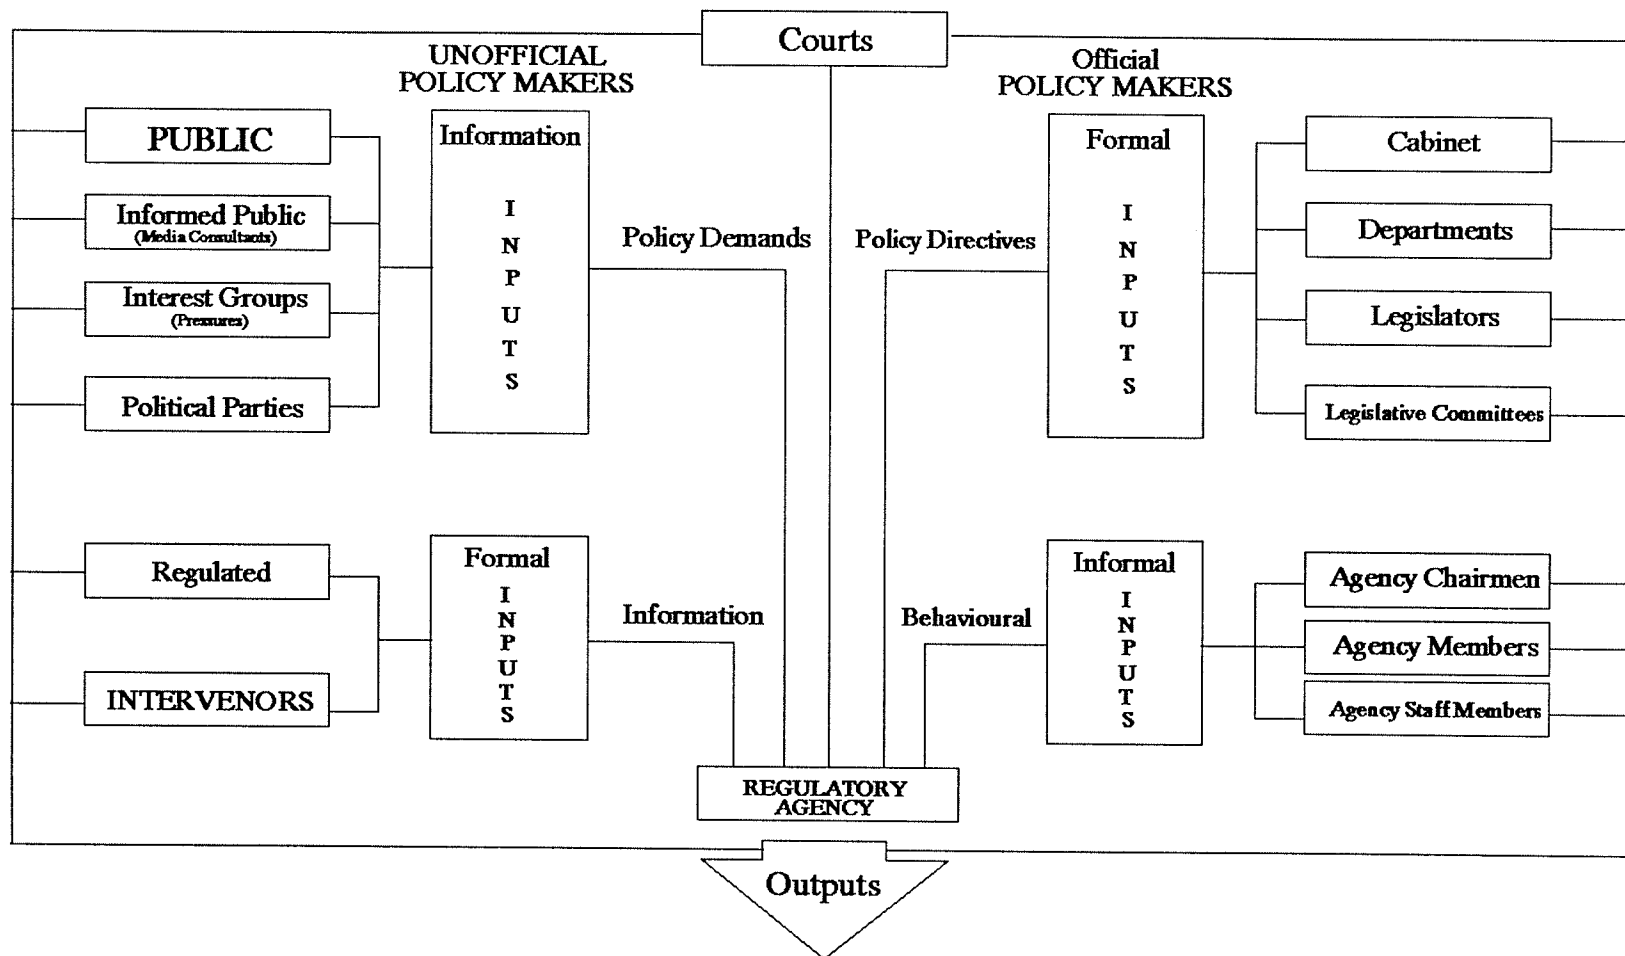 Courts
UNOFFICIAL
POLICY MAKERS
Official
POLICY MAKERS
PUBLIC
Informed Public
(Media Consultants)
Interest Groups
(Pressures)
Political Parties
Information
I
N
P
U
T
S
Policy Demands
Policy Directives
Formal
I
N
P
U
T
S
Cabinet
Departments
Legislators
Legislative Committees
Regulated
INTERVENORS
Formal
I
N
P
U
T
S
Information
Behavioural
Informal
I
N
P
U
T
S
Agency Chairmen
Agency Members
Agency Staff Members
REGULATORY
AGENCY
Outputs